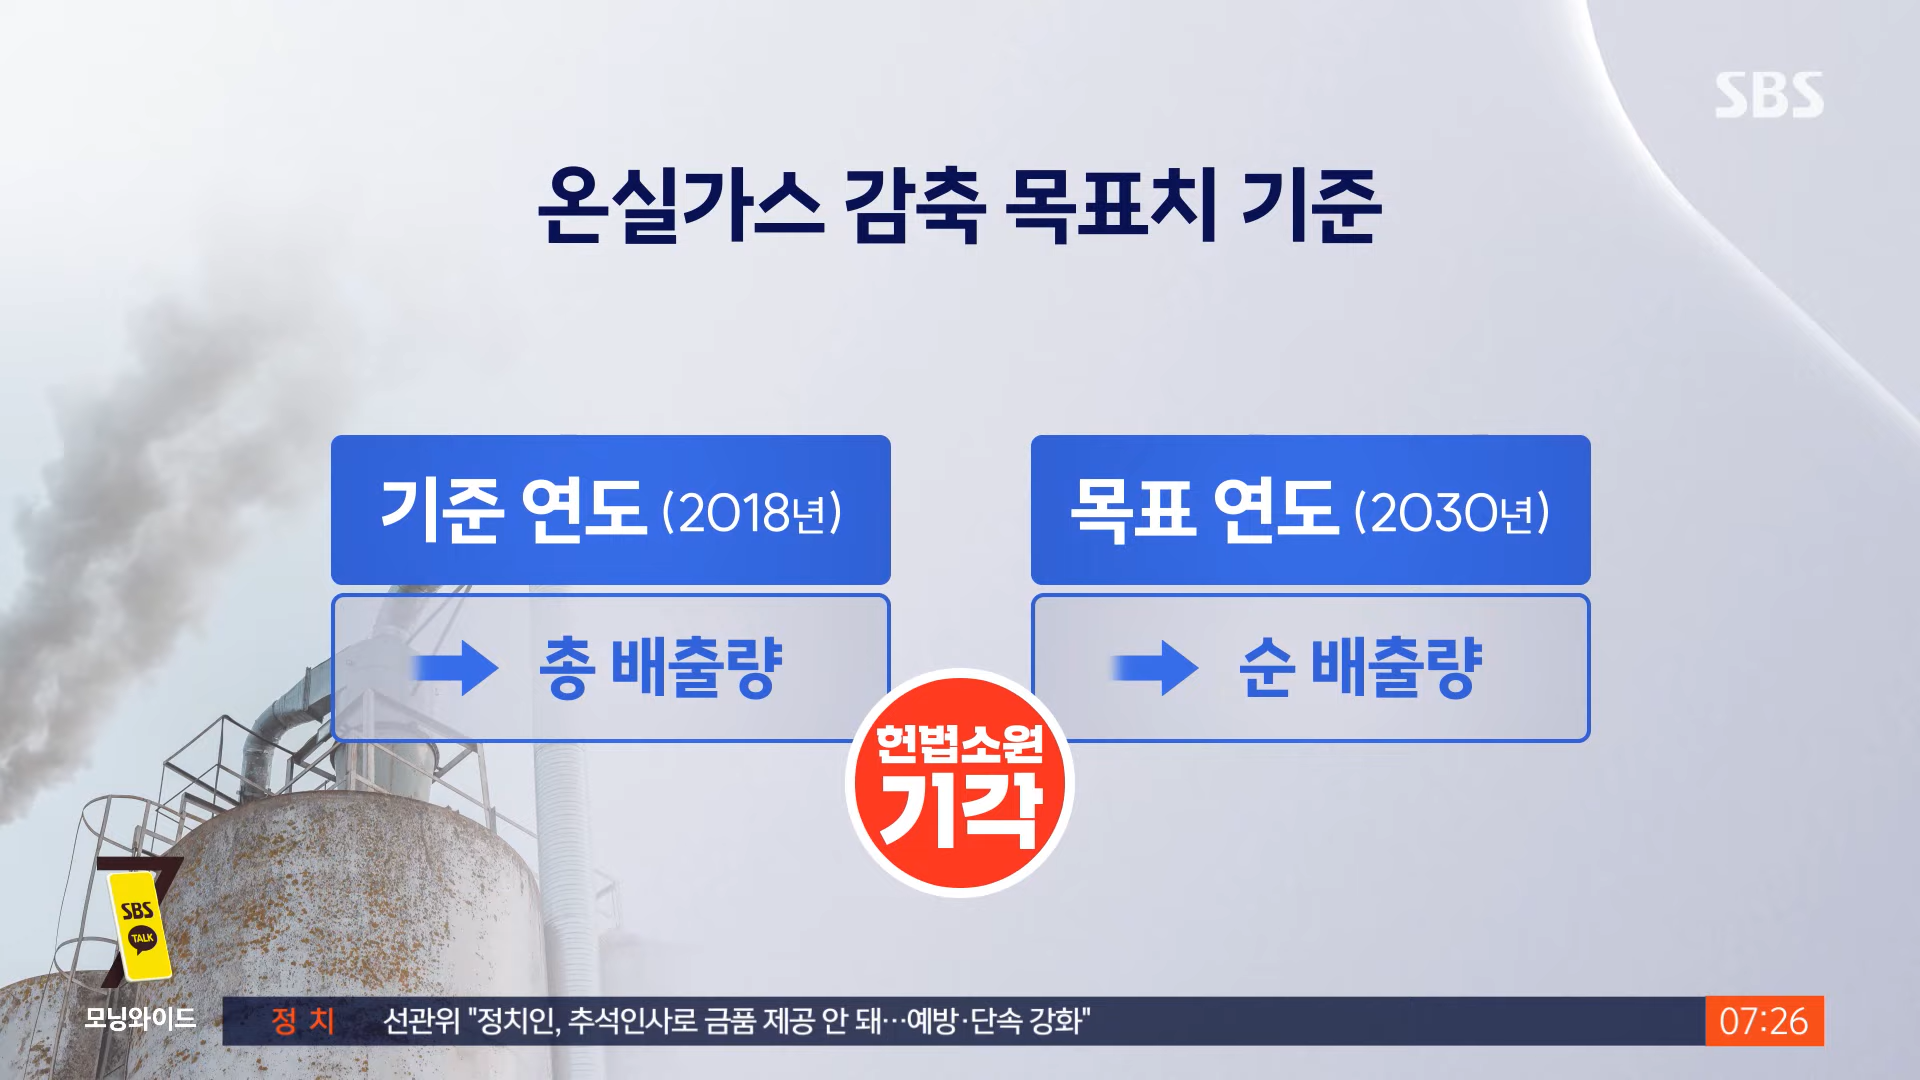 SBS
온실가스 감축 목표치 기준
기준 연도 (2018년)
목표 연도 (2030년)
총 배출량
순 배출량
헌법소원
기각
7
SBS
TALK
모닝와이드
정 치
선관위 "정치인, 추석인사로 금품 제공 안 돼…예방·단속 강화"
07:26